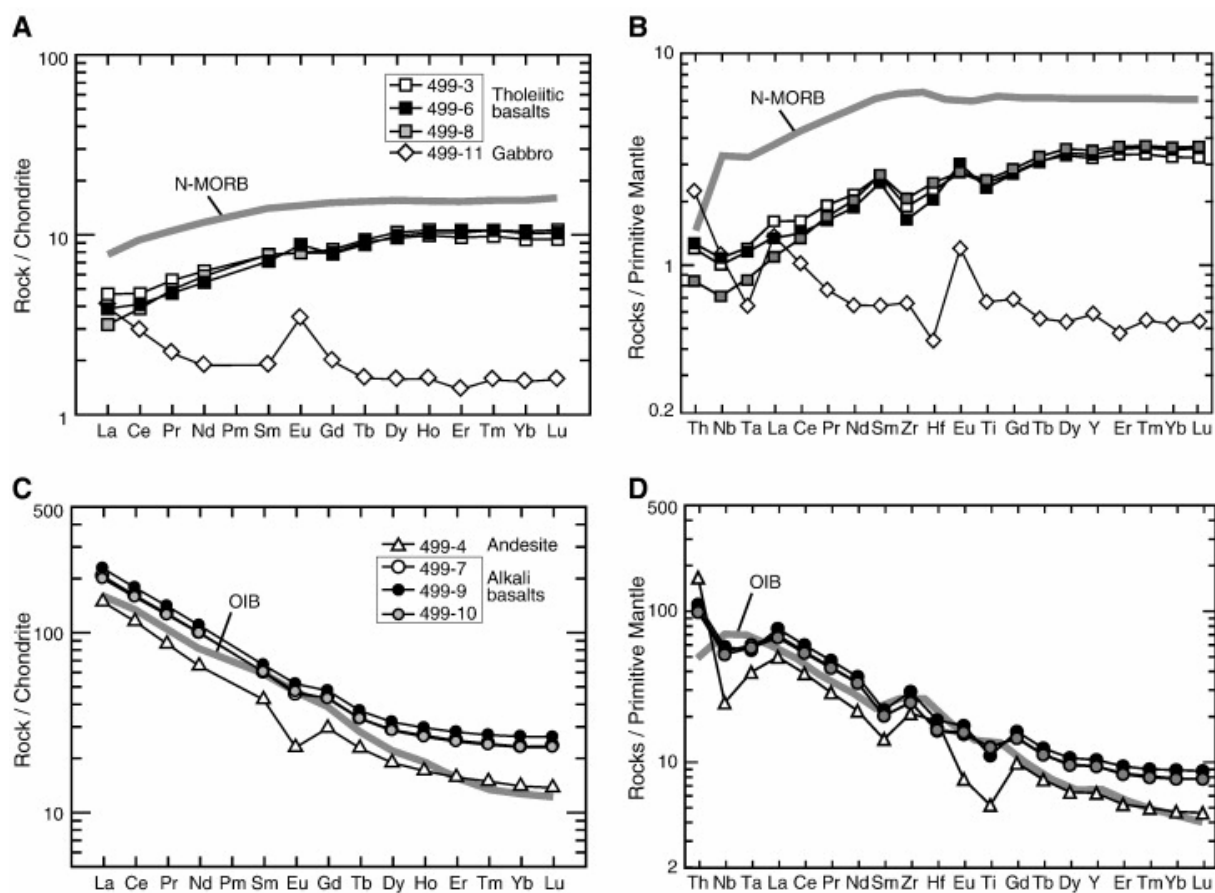 A
Rock / Chondrite
100
10
1
499-3
499-6
499-8
Tholeiitic
basalts
499-11 Gabbro
N-MORB
La Ce Pr Nd Pm Sm Eu Gd Tb Dy Ho Er Tm Yb Lu
B
Rocks / Primitive Mantle
10
1
0.2
N-MORB
Th Nb Ta La Ce Pr Nd Sm Zr Hf Eu Ti Gd Tb Dy Y Er Tm Yb Lu
C
Rock / Chondrite
500
100
10
499-4 Andesite
499-7
499-9
499-10
Alkali
basalts
OIB
La Ce Pr Nd Pm Sm Eu Gd Tb Dy Ho Er Tm Yb Lu
D
Rocks / Primitive Mantle
500
100
10
2
OIB
Th Nb Ta La Ce Pr Nd Sm Zr Hf Eu Ti Gd Tb Dy Y Er Tm Yb Lu